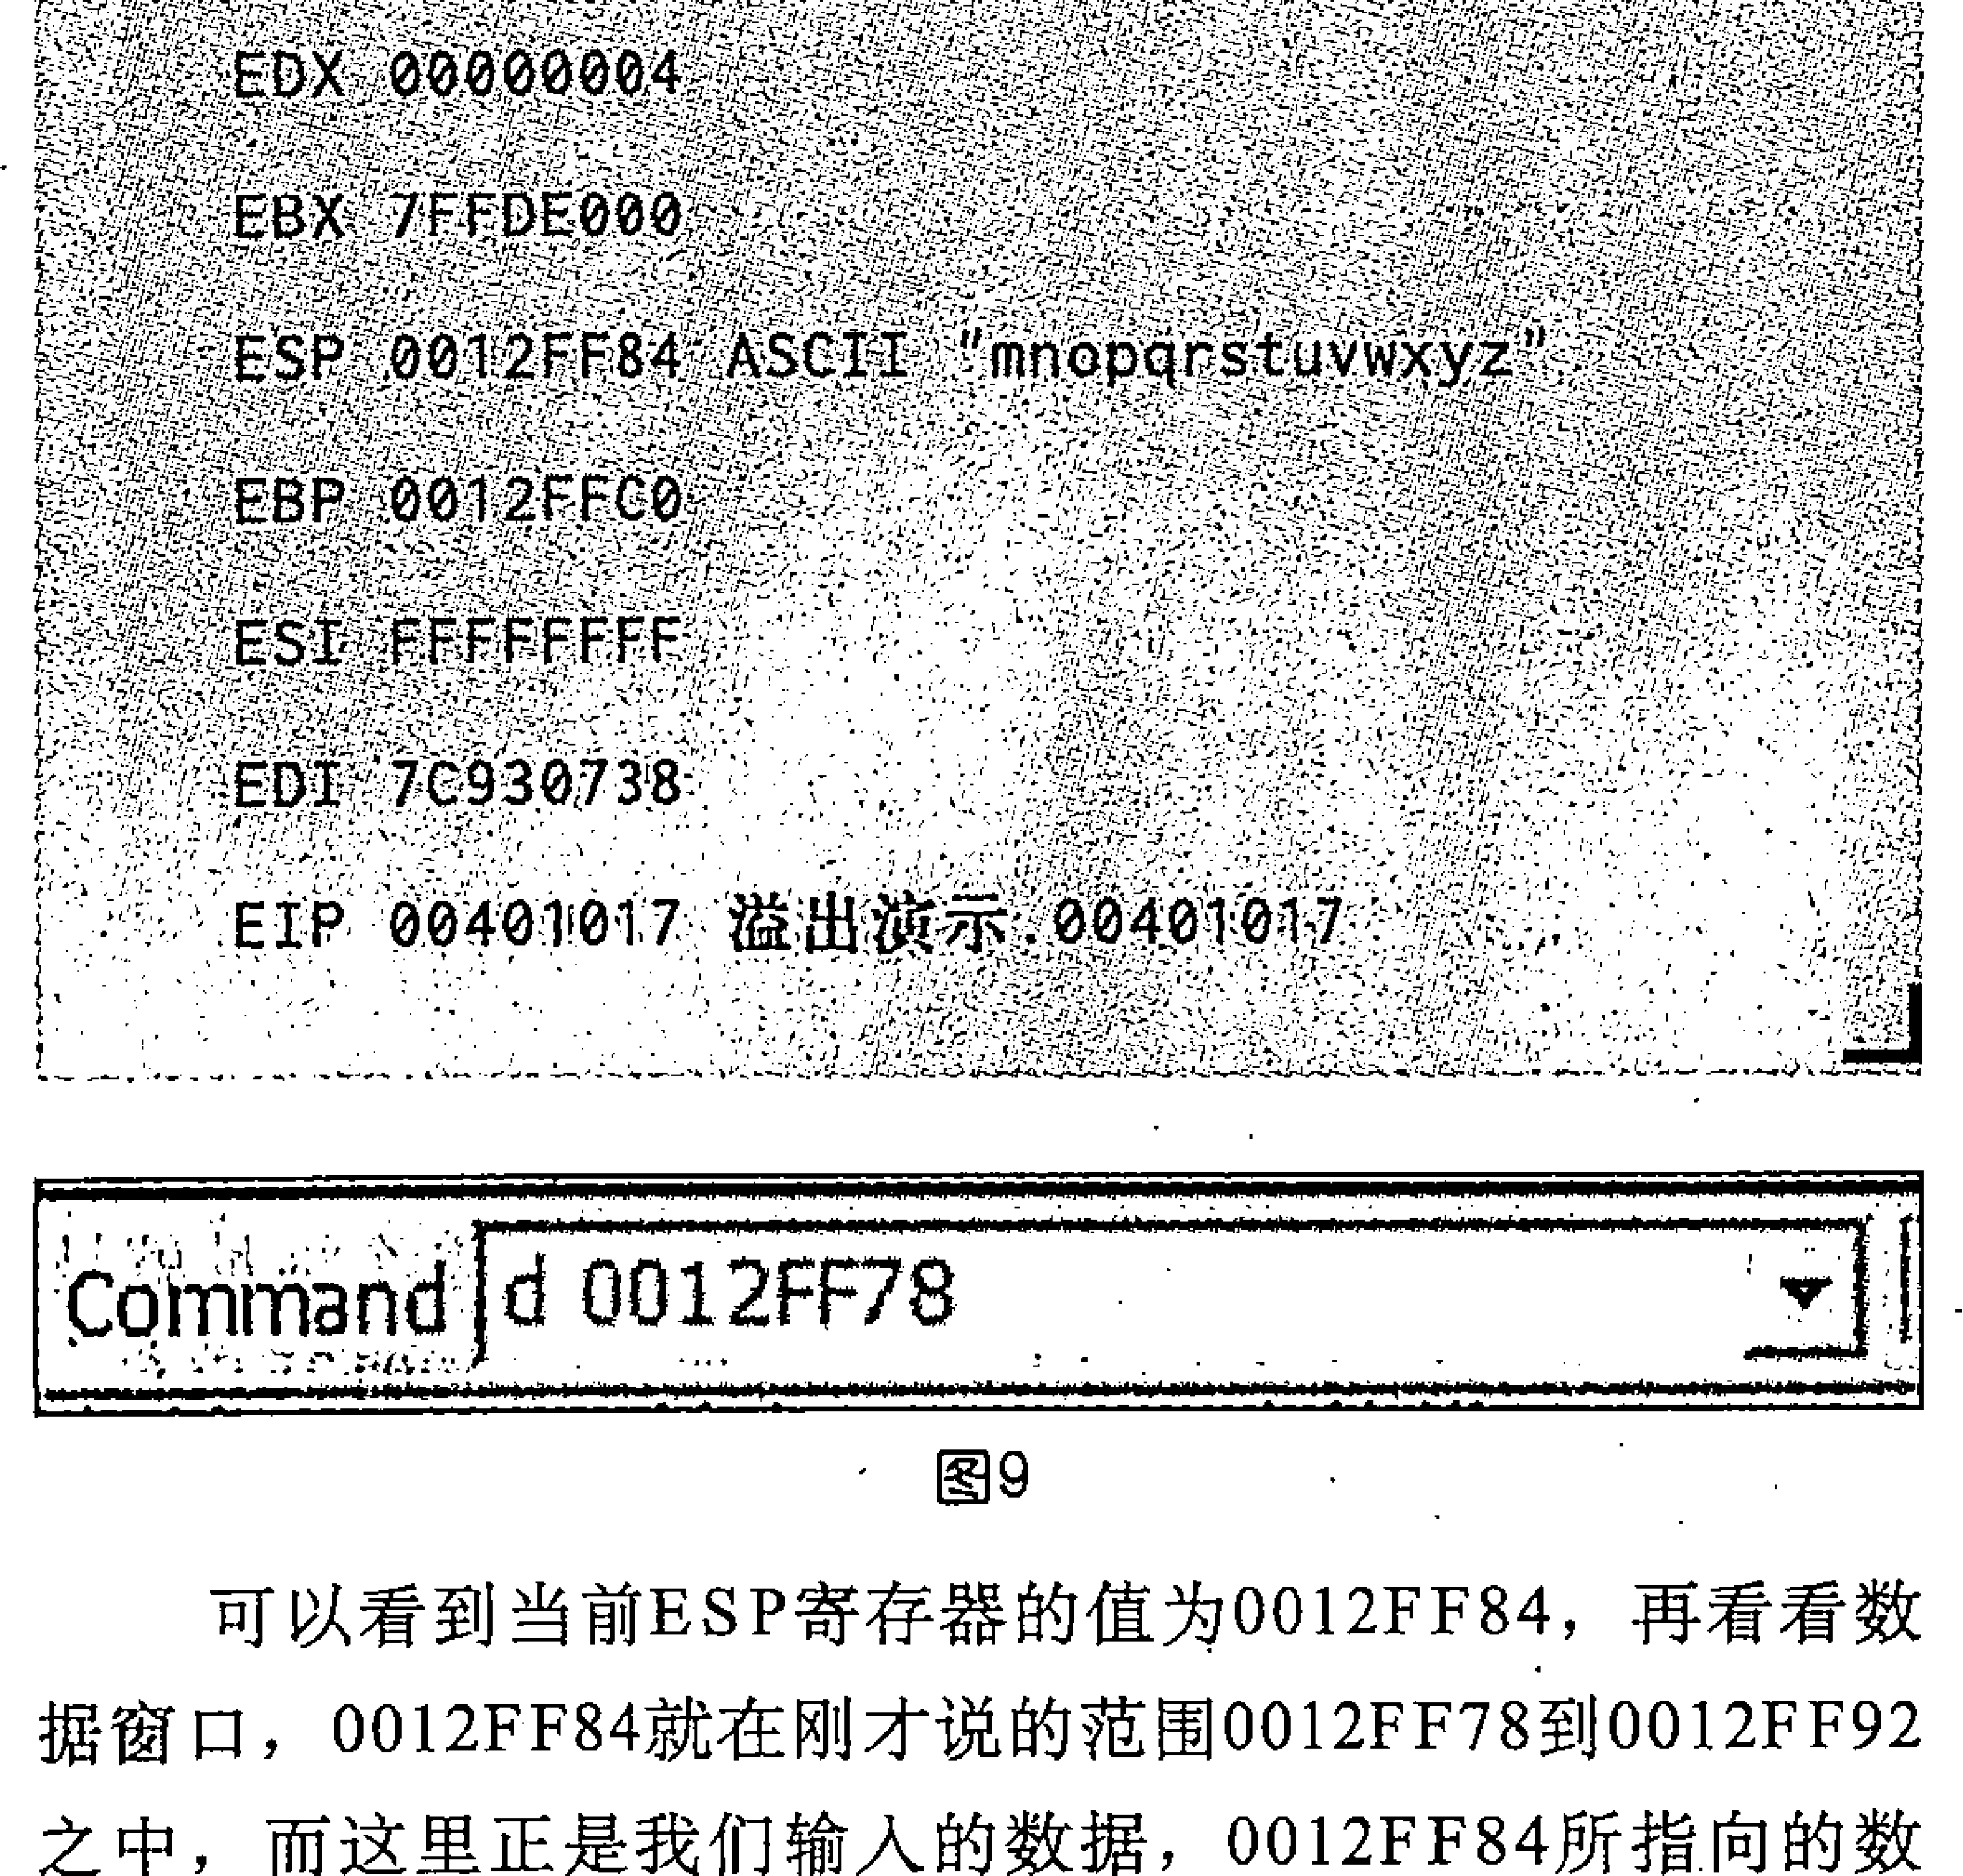 EDX 00000004
EBX 7FFDE000
ESP 0012FF84 ASCII "mnopqrstuvwxyz"
EBP 0012FFC0
ESI FFFFFFFF
EDI 7C930738
EIP 00401017 溢出演示.00401017
Command d 0012FF78
图9
可以看到当前ESP寄存器的值为0012FF84，再看看数
据窗口，0012FF84就在刚才说的范围0012FF78到0012FF92
之中，而这里正是我们输入的数据，0012FF84所指向的数